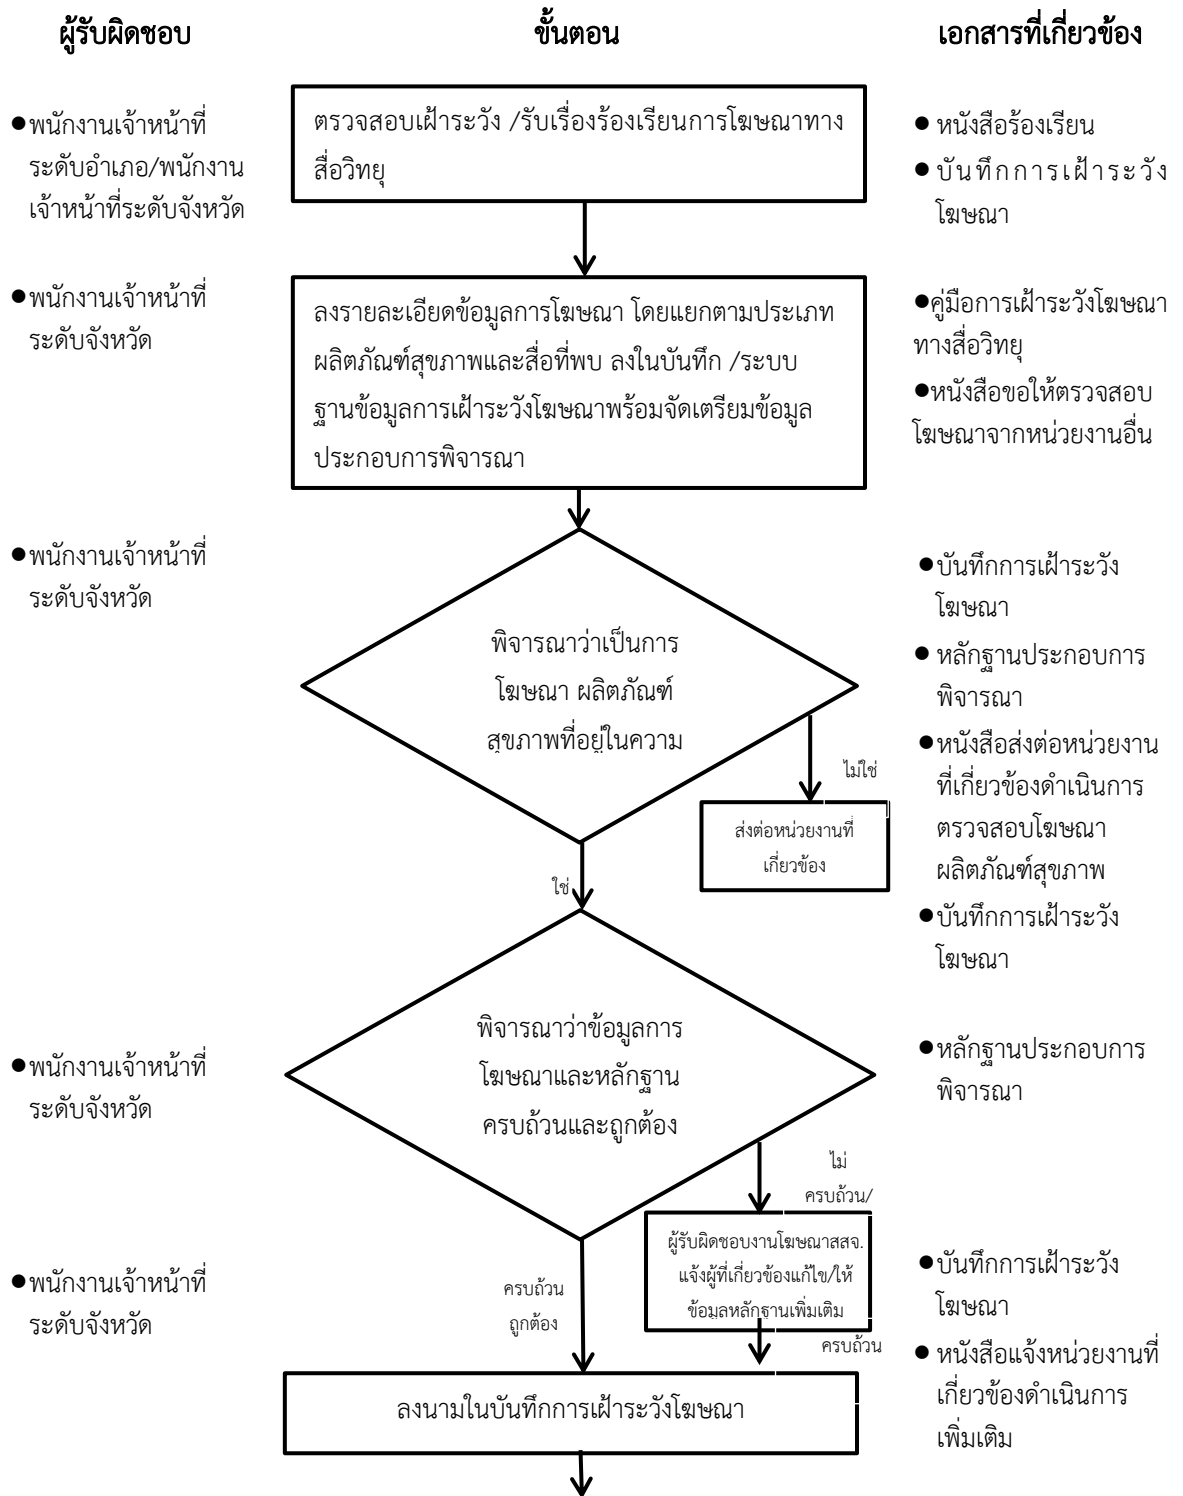 ผู้รับผิดชอบ
ขั้นตอน
เอกสารที่เกี่ยวข้อง
●พนักงานเจ้าหน้าที่
ระดับอำเภอ/พนักงาน
เจ้าหน้าที่ระดับจังหวัด
ตรวจสอบเฝ้าระวัง /รับเรื่องร้องเรียนการโฆษณาทาง
สื่อวิทยุ
● หนังสือร้องเรียน
● บันทึกการเฝ้าระวัง
โฆษณา
●พนักงานเจ้าหน้าที่
ระดับจังหวัด
ลงรายละเอียดข้อมูลการโฆษณา โดยแยกตามประเภท
ผลิตภัณฑ์สุขภาพและสื่อที่พบ ลงในบันทึก /ระบบ
ฐานข้อมูลการเฝ้าระวังโฆษณาพร้อมจัดเตรียมข้อมูล
ประกอบการพิจารณา
●คู่มือการเฝ้าระวังโฆษณา
ทางสื่อวิทยุ
●หนังสือขอให้ตรวจสอบ
โฆษณาจากหน่วยงานอื่น
●พนักงานเจ้าหน้าที่
ระดับจังหวัด
พิจารณาว่าเป็นการ
โฆษณา ผลิตภัณฑ์
สุขภาพที่อยู่ในความ
ไม่ใช่
ส่งต่อหน่วยงานที่
เกี่ยวข้อง
ใช่
●บันทึกการเฝ้าระวัง
โฆษณา
● หลักฐานประกอบการ
พิจารณา
●หนังสือส่งต่อหน่วยงาน
ที่เกี่ยวข้องดำเนินการ
ตรวจสอบโฆษณา
ผลิตภัณฑ์สุขภาพ
●บันทึกการเฝ้าระวัง
โฆษณา
●พนักงานเจ้าหน้าที่
ระดับจังหวัด
พิจารณาว่าข้อมูลการ
โฆษณาและหลักฐาน
ครบถ้วนและถูกต้อง
●หลักฐานประกอบการ
พิจารณา
ไม่
ครบถ้วน/
ผู้รับผิดชอบงานโฆษณาสสจ.
แจ้งผู้ที่เกี่ยวข้องแก้ไข/ให้
ข้อมูลหลักฐานเพิ่มเติม
ครบถ้วน
ครบถ้วน
ถูกต้อง
●พนักงานเจ้าหน้าที่
ระดับจังหวัด
●บันทึกการเฝ้าระวัง
โฆษณา
● หนังสือแจ้งหน่วยงานที่
เกี่ยวข้องดำเนินการ
เพิ่มเติม
ลงนามในบันทึกการเฝ้าระวังโฆษณา